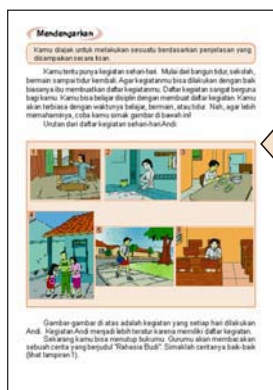 Mendengarkan
Kamu diajak untuk melakukan sesuatu berdasarkan penjelasan yang
disampaikan secara lisan.
Kamu tentu punya kegiatan sehari-hari. Mulai dari bangun tidur, sekolah,
bermain sampai tidur kembali. Agar kegiatanmu bisa dilakukan dengan baik
biasanya ibu membuatkan daftar kegiatanmu. Daftar kegiatan sangat berguna
bagi kamu. Kamu bisa belajar disiplin dengan membuat daftar kegiatan. Kamu
akan terbiasa dengan waktunya belajar, bermain, atau tidur. Nah, agar lebih
memahaminya, coba kamu simak gambar di bawah ini!
Urutan dari daftar kegiatan sehari-hari Andi:
1
2
3
4
5
6
Gambar-gambar di atas adalah kegiatan yang setiap hari dilakukan
Andi. Kegiatan Andi menjadi lebih teratur karena memiliki daftar kegiatan.
Sekarang kamu bisa menutup bukumu. Gurumu akan membacakan
sebuah cerita yang berjudul "Rahasia Budi". Simaklah ceritanya baik-baik
(lihat lampiran 1).